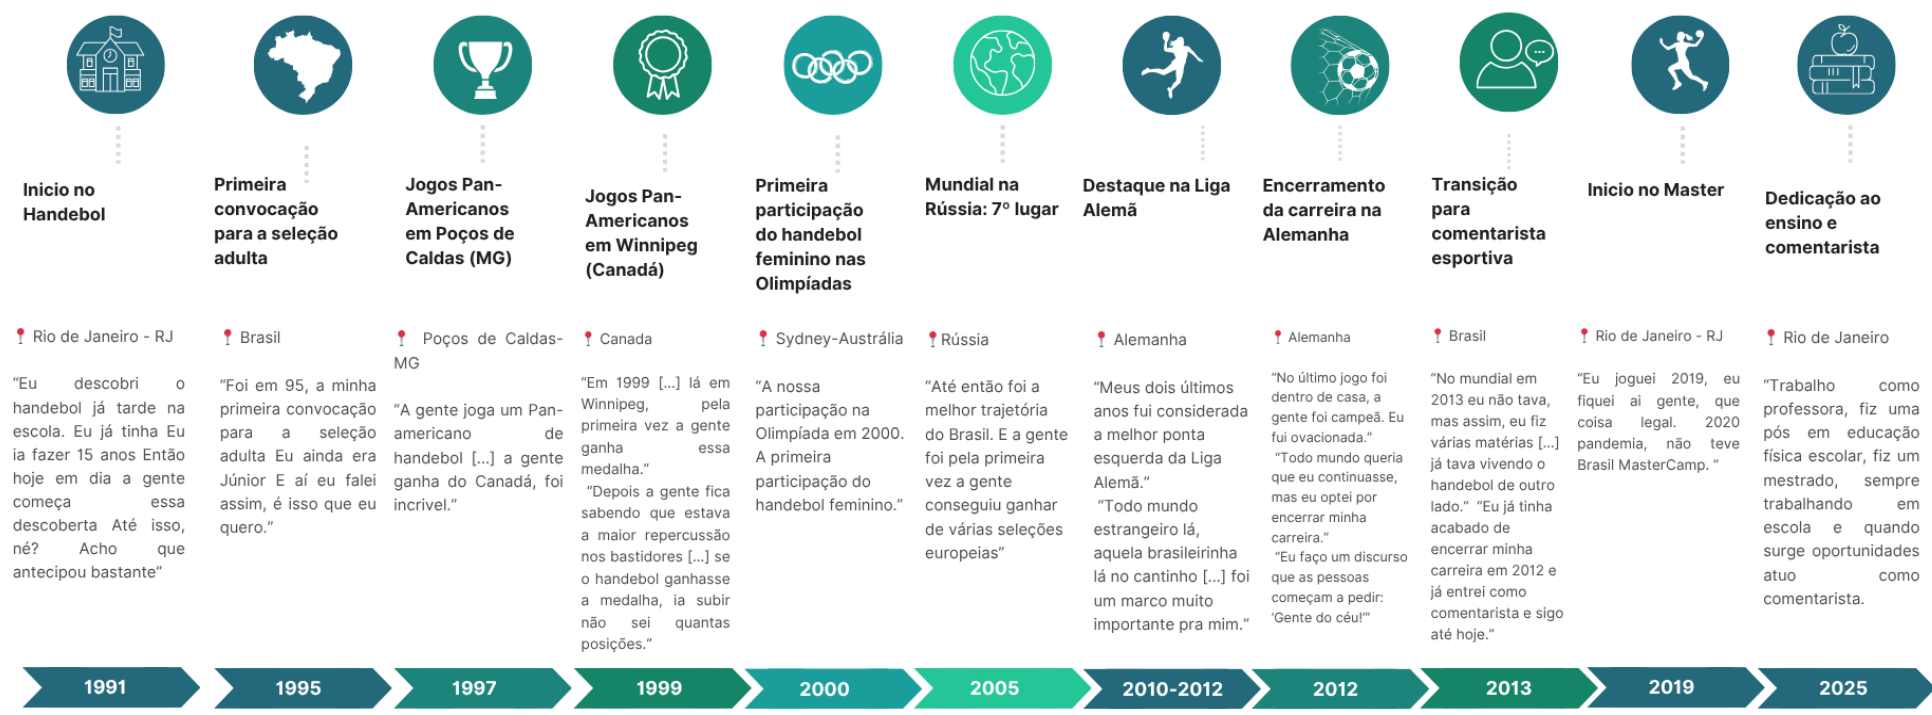 Inicio no
Handebol
📍 Rio de Janeiro - RJ
“Eu descobri o
handebol já tarde na
escola. Eu já tinha Eu
ia fazer 15 anos Então
hoje em dia a gente
começa essa
descoberta Até isso,
né? Acho que
antecipou bastante”
1991
Primeira
convocação
para a seleção
adulta
📍 Brasil
“Foi em 95, a minha
primeira convocação
para a seleção
adulta Eu ainda era
Júnior E aí eu falei
assim, é isso que eu
quero.”
1995
Jogos Pan-
Americanos
em Poços de
Caldas (MG)
📍 Poços de Caldas-
MG
“A gente joga um Pan-
americano de
handebol [...] a gente
ganha do Canadá, foi
incrivel.”
1997
Jogos Pan-
Americanos
em Winnipeg
(Canadá)
📍 Canada
“Em 1999 [...] lá em
Winnipeg, pela
primeira vez a gente
ganha essa
medalha.”
“Depois a gente fica
sabendo que estava
a maior repercussão
nos bastidores [...] se
o handebol ganhasse
a medalha, ia subir
não sei quantas
posições.”
1999
Primeira
participação
do handebol
feminino nas
Olimpíadas
📍 Sydney-Austrália
“A nossa
participação na
Olimpíada em 2000.
A primeira
participação do
handebol feminino.”
2000
Mundial na
Rússia: 7º lugar
📍 Rússia
“Até então foi a
melhor trajetória
do Brasil. E a gente
foi pela primeira
vez a gente
conseguiu ganhar
de várias seleções
europeias”
2005
Destaque na Liga
Alemã
📍 Alemanha
“Meus dois últimos
anos fui considerada
a melhor ponta
esquerda da Liga
Alemã.”
“Todo mundo
estrangeiro lá,
aquela brasileirinha
lá no cantinho [...] foi
um marco muito
importante pra mim.”
2010-2012
Encerramento
da carreira na
Alemanha
📍 Alemanha
“No último jogo foi
dentro de casa, a
gente foi campeã. Eu
fui ovacionada.”
“Todo mundo queria
que eu continuasse,
mas eu optei por
encerrar minha
carreira.”
“Eu faço um discurso
que as pessoas
começam a pedir:
‘Gente do céu!’”
2012
Transição
para
comentarista
esportiva
📍 Brasil
“No mundial em
2013 eu não tava,
mas assim, eu fiz
várias matérias [...]
já tava vivendo o
handebol de outro
lado.” “Eu já tinha
acabado de
encerrar minha
carreira em 2012 e
já entrei como
comentarista e sigo
até hoje.”
2013
Inicio no Master
📍 Rio de Janeiro - RJ
“Eu joguei 2019, eu
fiquei ai gente, que
coisa legal. 2020
pandemia, não teve
Brasil MasterCamp. ”
2019
Dedicação ao
ensino e
comentarista
📍 Rio de Janeiro
“Trabalho como
professora, fiz uma
pós em educação
física escolar, fiz um
mestrado, sempre
trabalhando em
escola e quando
surge oportunidades
atuo como
comentarista.
2025